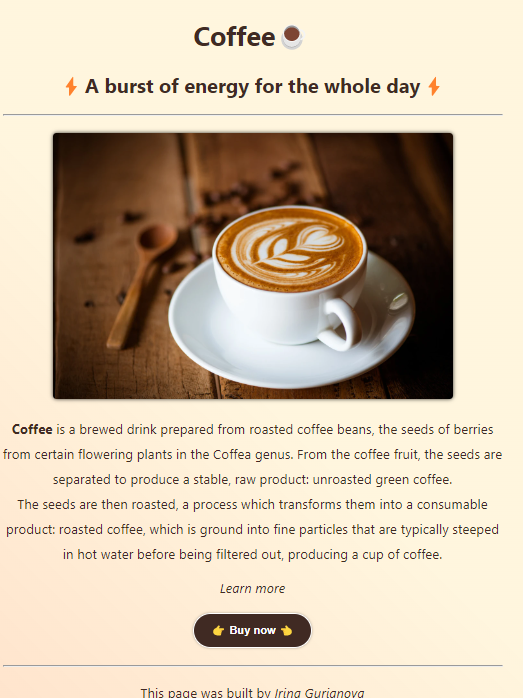 Coffee ☕
⚡ A burst of energy for the whole day ⚡
Coffee is a brewed drink prepared from roasted coffee beans, the seeds of berries
from certain flowering plants in the Coffea genus. From the coffee fruit, the seeds are
separated to produce a stable, raw product: unroasted green coffee.
The seeds are then roasted, a process which transforms them into a consumable
product: roasted coffee, which is ground into fine particles that are typically steeped
in hot water before being filtered out, producing a cup of coffee.
Learn more
👉 Buy now 👈
This page was built by Irina Gurianova